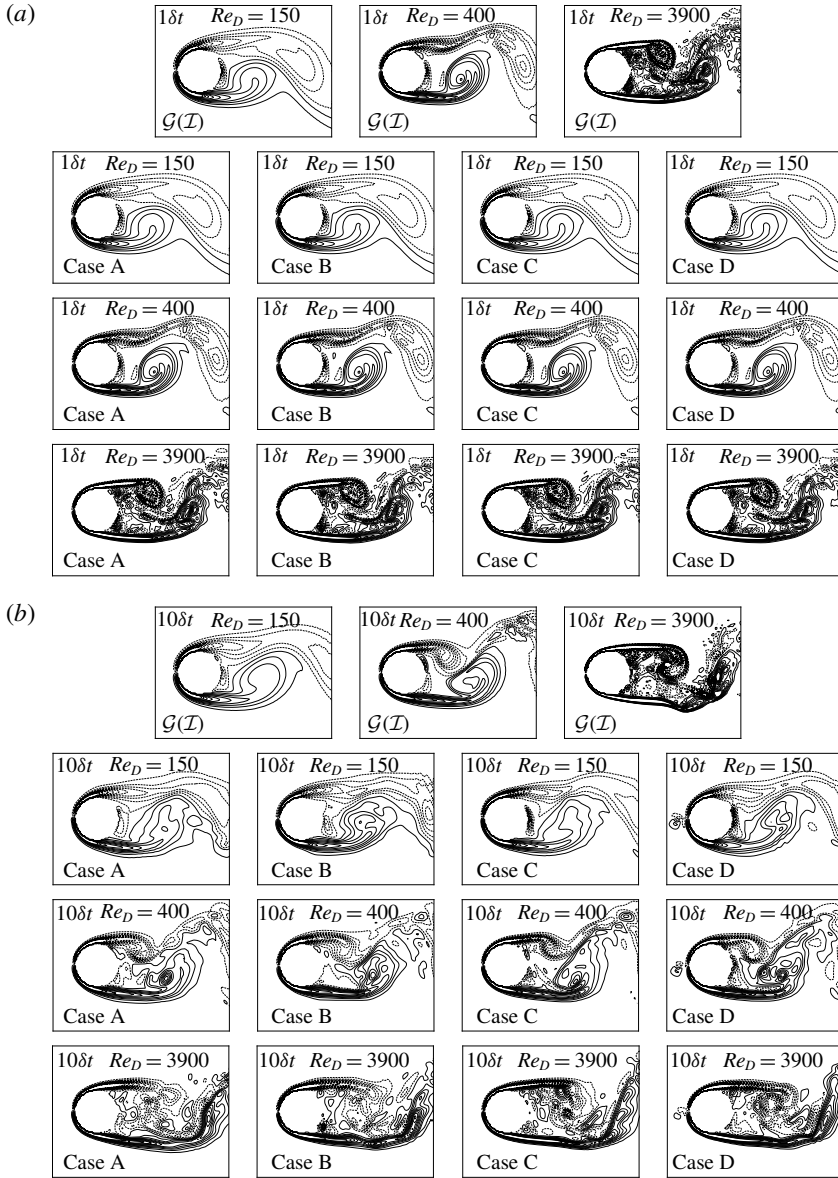 (a)
1δt Re_D = 150
𝒢(ℐ)
1δt Re_D = 400
𝒢(ℐ)
1δt Re_D = 3900
𝒢(ℐ)
1δt Re_D = 150
Case A
1δt Re_D = 150
Case B
1δt Re_D = 150
Case C
1δt Re_D = 150
Case D
1δt Re_D = 400
Case A
1δt Re_D = 400
Case B
1δt Re_D = 400
Case C
1δt Re_D = 400
Case D
1δt Re_D = 3900
Case A
1δt Re_D = 3900
Case B
1δt Re_D = 3900
Case C
1δt Re_D = 3900
Case D
(b)
10δt Re_D = 150
𝒢(ℐ)
10δt Re_D = 400
𝒢(ℐ)
10δt Re_D = 3900
𝒢(ℐ)
10δt Re_D = 150
Case A
10δt Re_D = 150
Case B
10δt Re_D = 150
Case C
10δt Re_D = 150
Case D
10δt Re_D = 400
Case A
10δt Re_D = 400
Case B
10δt Re_D = 400
Case C
10δt Re_D = 400
Case D
10δt Re_D = 3900
Case A
10δt Re_D = 3900
Case B
10δt Re_D = 3900
Case C
10δt Re_D = 3900
Case D